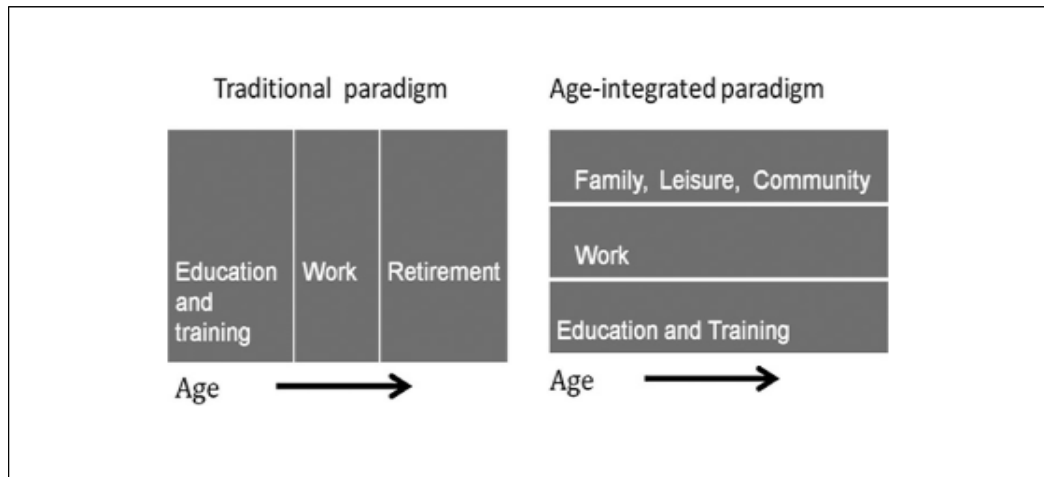 Traditional paradigm
Education
and
training
Work
Retirement
Age
Age-integrated paradigm
Family, Leisure, Community
Work
Education and Training
Age